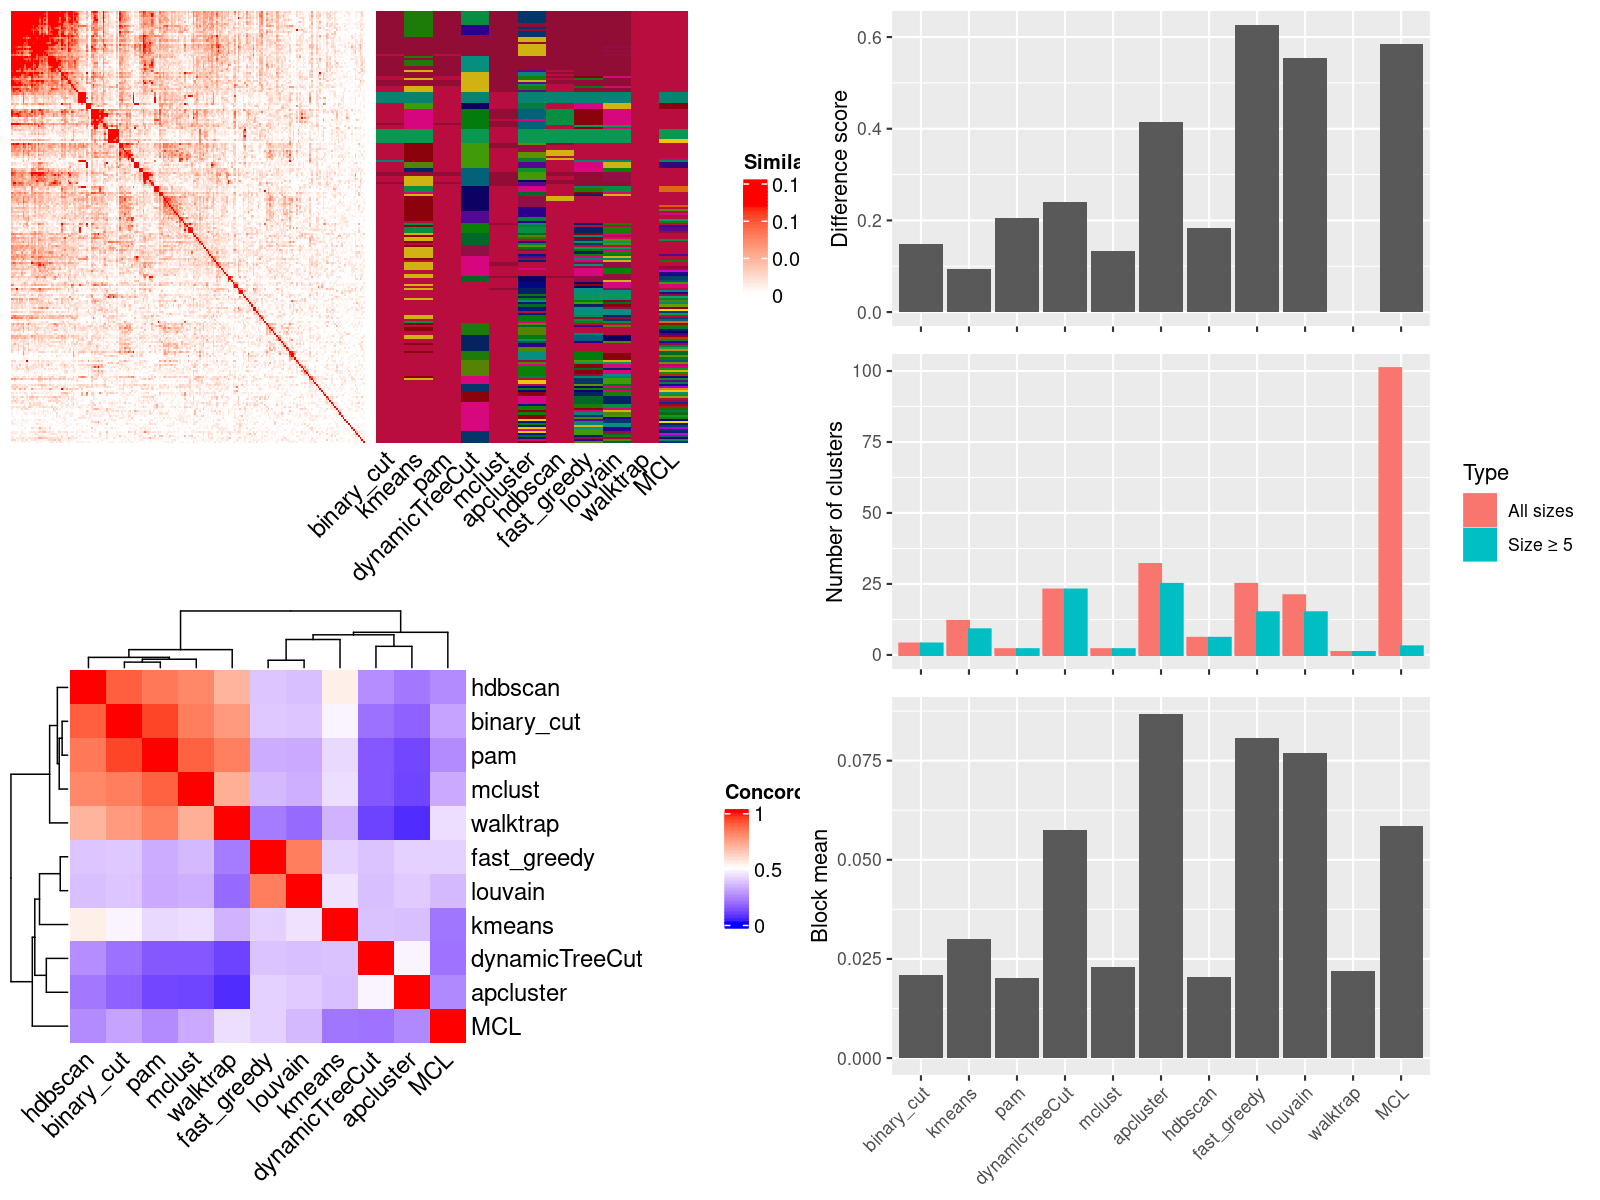 Simila
0.1
0.1
0.0
0
binary_cut
kmeans
pam
dynamicTreeCut
mclust
apcluster
hdbscan
fast_greedy
louvain
walktrap
MCL
hdbscan
binary_cut
pam
mclust
walktrap
fast_greedy
louvain
kmeans
dynamicTreeCut
apcluster
MCL
hdbscan
binary_cut
pam
mclust
walktrap
fast_greedy
louvain
kmeans
dynamicTreeCut
apcluster
MCL
Concord
1
0.5
0
Difference score
0.6
0.4
0.2
0.0
Number of clusters
100
75
50
25
0
Type
All sizes
Size ≥ 5
Block mean
0.075
0.050
0.025
0.000
binary_cut
kmeans
pam
dynamicTreeCut
mclust
apcluster
hdbscan
fast_greedy
louvain
walktrap
MCL